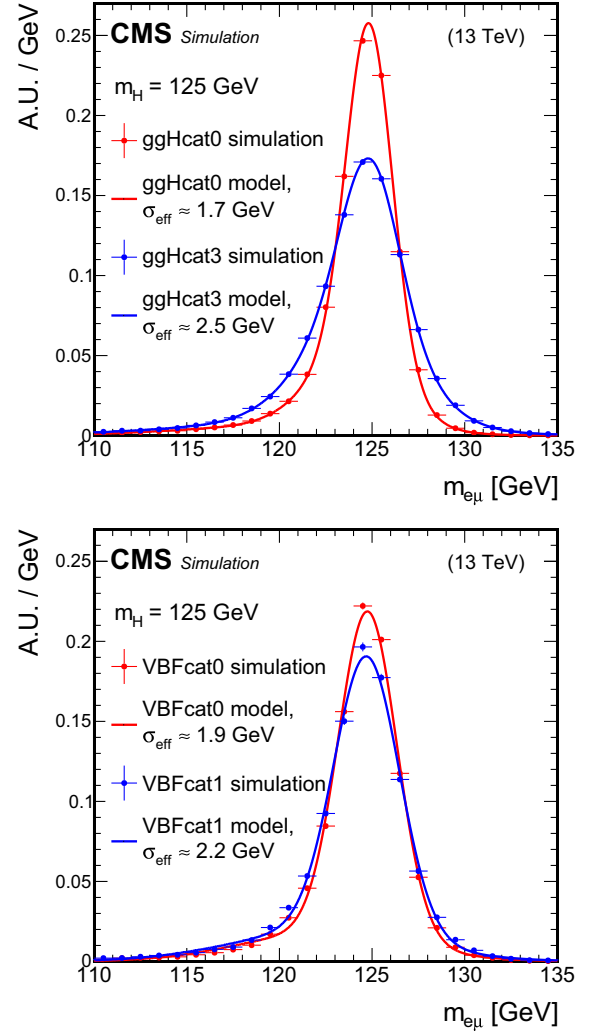 CMS Simulation (13 TeV)
A.U. / GeV
0.25
0.2
0.15
0.1
0.05
0
m_H = 125 GeV
ggHcat0 simulation
ggHcat0 model,
σ_eff ≈ 1.7 GeV
ggHcat3 simulation
ggHcat3 model,
σ_eff ≈ 2.5 GeV
110 115 120 125 130 135
m_eμ [GeV]
CMS Simulation (13 TeV)
A.U. / GeV
0.25
0.2
0.15
0.1
0.05
0
m_H = 125 GeV
VBFcat0 simulation
VBFcat0 model,
σ_eff ≈ 1.9 GeV
VBFcat1 simulation
VBFcat1 model,
σ_eff ≈ 2.2 GeV
110 115 120 125 130 135
m_eμ [GeV]